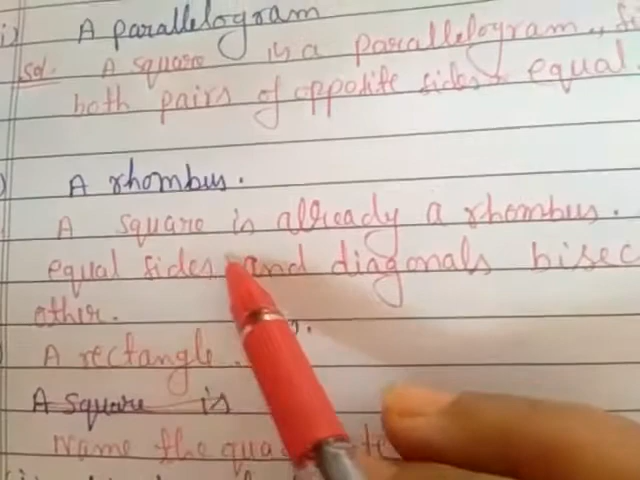 i) A parallelogram
Sol. A square is a parallelogram,
both pairs of opposite sides equal.
) A rhombus.
A square is already a rhombus.
equal sides and diagonals bisec
other.
A rectangle.
A square is
Name the qua